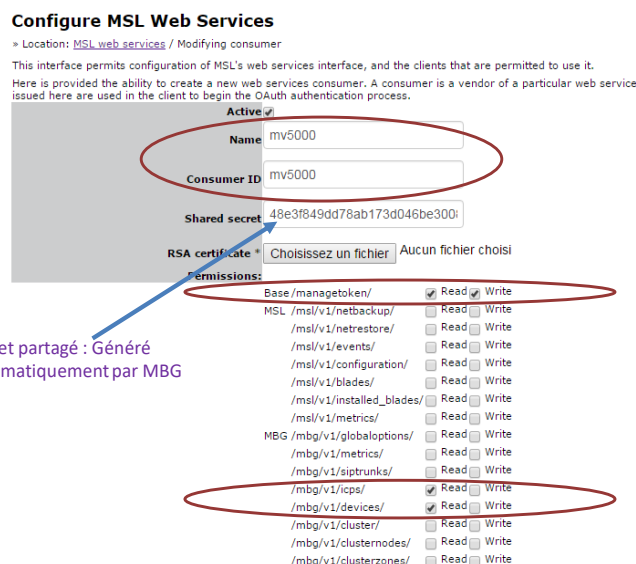 Configure MSL Web Services
» Location: MSL web services / Modifying consumer
This interface permits configuration of MSL's web services interface, and the clients that are permitted to use it.
Here is provided the ability to create a new web services consumer. A consumer is a vendor of a particular web service
issued here are used in the client to begin the OAuth authentication process.
Active
Name mv5000
Consumer ID mv5000
Shared secret 48e3f849dd78ab173d046be300
RSA certificate * Choisissez un fichier Aucun fichier choisi
Permissions:
Base /managetoken/ Read Write
MSL /msl/v1/netbackup/ Read Write
/msl/v1/netrestore/ Read Write
/msl/v1/events/ Read Write
/msl/v1/configuration/ Read Write
/msl/v1/blades/ Read Write
/msl/v1/installed_blades/ Read Write
/msl/v1/metrics/ Read Write
MBG /mbg/v1/globaloptions/ Read Write
/mbg/v1/metrics/ Read Write
/mbg/v1/siptrunks/ Read Write
/mbg/v1/icps/ Read Write
/mbg/v1/devices/ Read Write
/mbg/v1/cluster/ Read Write
/mbg/v1/clusternodes/ Read Write
/mbg/v1/clusterzones/ Read Write
et partagé : Généré
matiquement par MBG